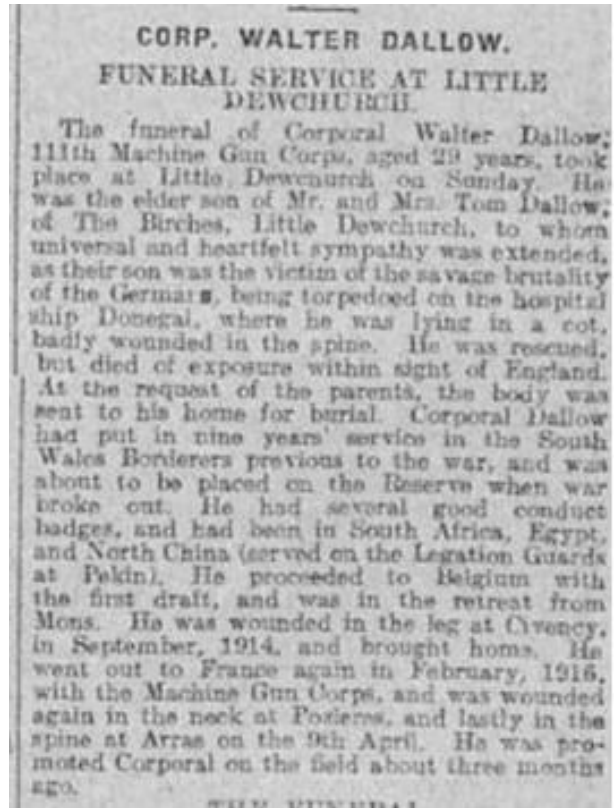 CORP. WALTER DALLOW.
FUNERAL SERVICE AT LITTLE
DEWCHURCH.
The funeral of Corporal Walter Dallow,
111th Machine Gun Corps, aged 29 years, took
place at Little Dewchurch on Sunday. He
was the elder son of Mr. and Mrs. Tom Dallow,
of The Birches, Little Dewchurch, to whom
universal and heartfelt sympathy was extended,
as their son was the victim of the savage brutality
of the Germans, being torpedoed on the hospital
ship Donegal, where he was lying in a cot,
badly wounded in the spine. He was rescued,
but died of exposure within sight of England.
At the request of the parents, the body was
sent to his home for burial. Corporal Dallow
had put in nine years' service in the South
Wales Borderers previous to the war, and was
about to be placed on the Reserve when war
broke out. He had several good conduct
badges, and had been in South Africa, Egypt,
and North China (served on the Legation Guards
at Pekin). He proceeded to Belgium with
the first draft, and was in the retreat from
Mons. He was wounded in the leg at Civency,
in September, 1914, and brought home. He
went out to France again in February, 1916,
with the Machine Gun Corps, and was wounded
again in the neck at Pozieres, and lastly in the
spine at Arras on the 9th April. He was pro-
moted Corporal on the field about three months
ago.
THE FUNERAL